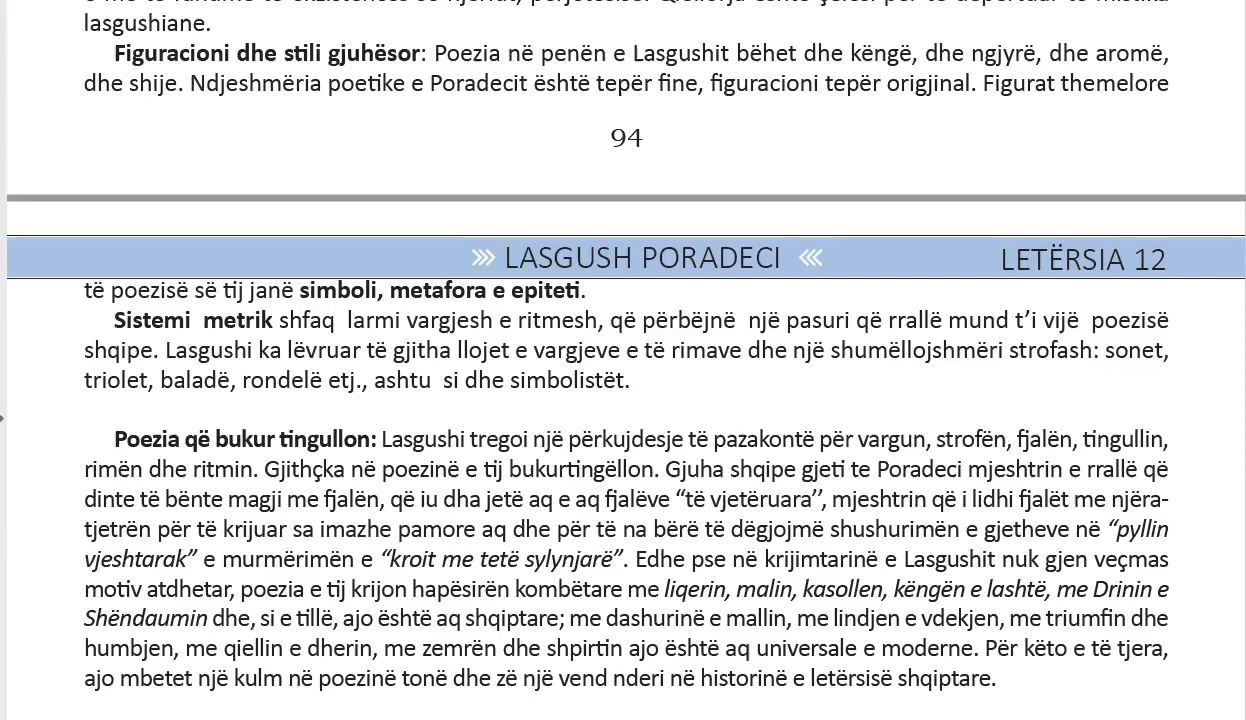 lasgushiane.
Figuracioni dhe stili gjuhësor: Poezia në penën e Lasgushit bëhet dhe këngë, dhe ngjyrë, dhe aromë,
dhe shije. Ndjeshmëria poetike e Poradecit është tepër fine, figuracioni tepër origjinal. Figurat themelore
94
LASGUSH PORADECI
LETËRSIA 12
të poezisë së tij janë simboli, metafora e epiteti.
Sistemi metrik shfaq larmi vargjesh e ritmesh, që përbëjnë një pasuri që rrallë mund t’i vijë poezisë
shqipe. Lasgushi ka lëvruar të gjitha llojet e vargjeve e të rimave dhe një shumëllojshmëri strofash: sonet,
triolet, baladë, rondelë etj., ashtu si dhe simbolistët.
Poezia që bukur tingullon: Lasgushi tregoi një përkujdesje të pazakontë për vargun, strofën, fjalën, tingullin,
rimën dhe ritmin. Gjithçka në poezinë e tij bukurtingëllon. Gjuha shqipe gjeti te Poradeci mjeshtrin e rrallë që
dinte të bënte magji me fjalën, që iu dha jetë aq e aq fjalëve “të vjetëruara’’, mjeshtrin që i lidhi fjalët me njëra-
tjetrën për të krijuar sa imazhe pamore aq dhe për të na bërë të dëgjojmë shushurimën e gjetheve në “pyllin
vjeshtarak” e murmërimën e “kroit me tetë sylynjarë”. Edhe pse në krijimtarinë e Lasgushit nuk gjen veçmas
motiv atdhetar, poezia e tij krijon hapësirën kombëtare me liqerin, malin, kasollen, këngën e lashtë, me Drinin e
Shëndaumin dhe, si e tillë, ajo është aq shqiptare; me dashurinë e mallin, me lindjen e vdekjen, me triumfin dhe
humbjen, me qiellin e dherin, me zemrën dhe shpirtin ajo është aq universale e moderne. Për këto e të tjera,
ajo mbetet një kulm në poezinë tonë dhe zë një vend nderi në historinë e letërsisë shqiptare.